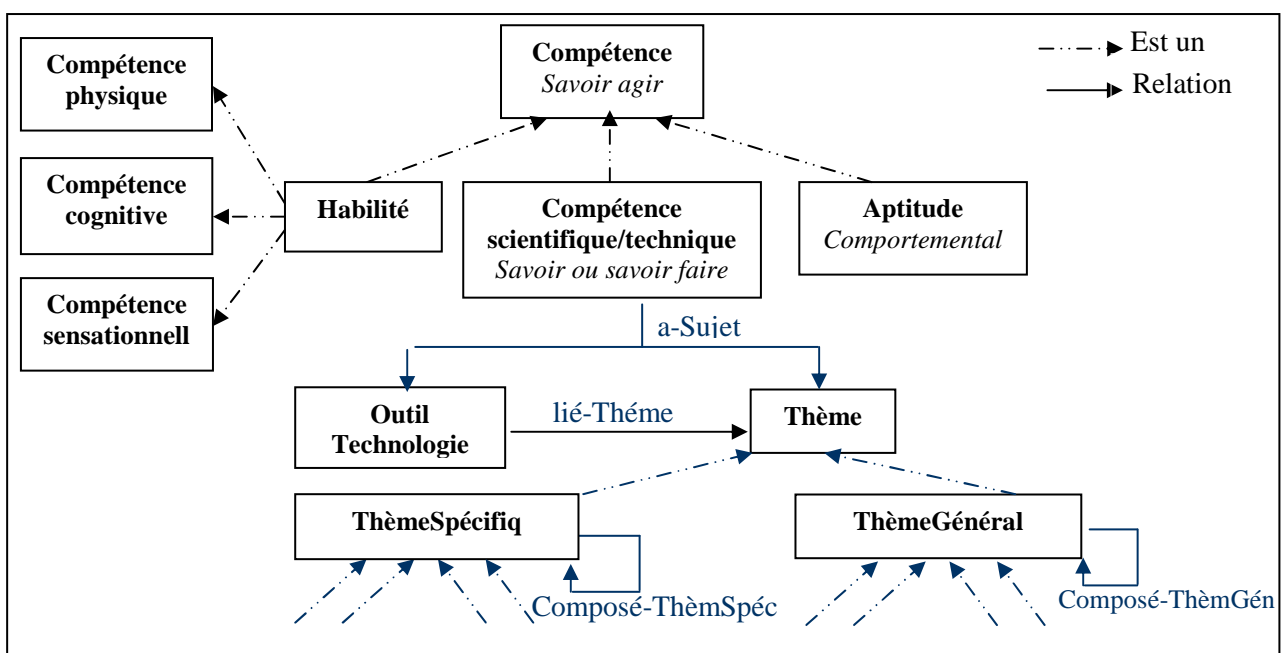 Compétence
physique
Compétence
Savoir agir
Est un
Relation
Compétence
cognitive
Habilité
Compétence
scientifique/technique
Savoir ou savoir faire
Aptitude
Comportemental
Compétence
sensationnell
a-Sujet
Outil
Technologie
lié-Théme
Thème
ThèmeSpécifiq
ThèmeGénéral
Composé-ThèmSpéc
Composé-ThèmGén